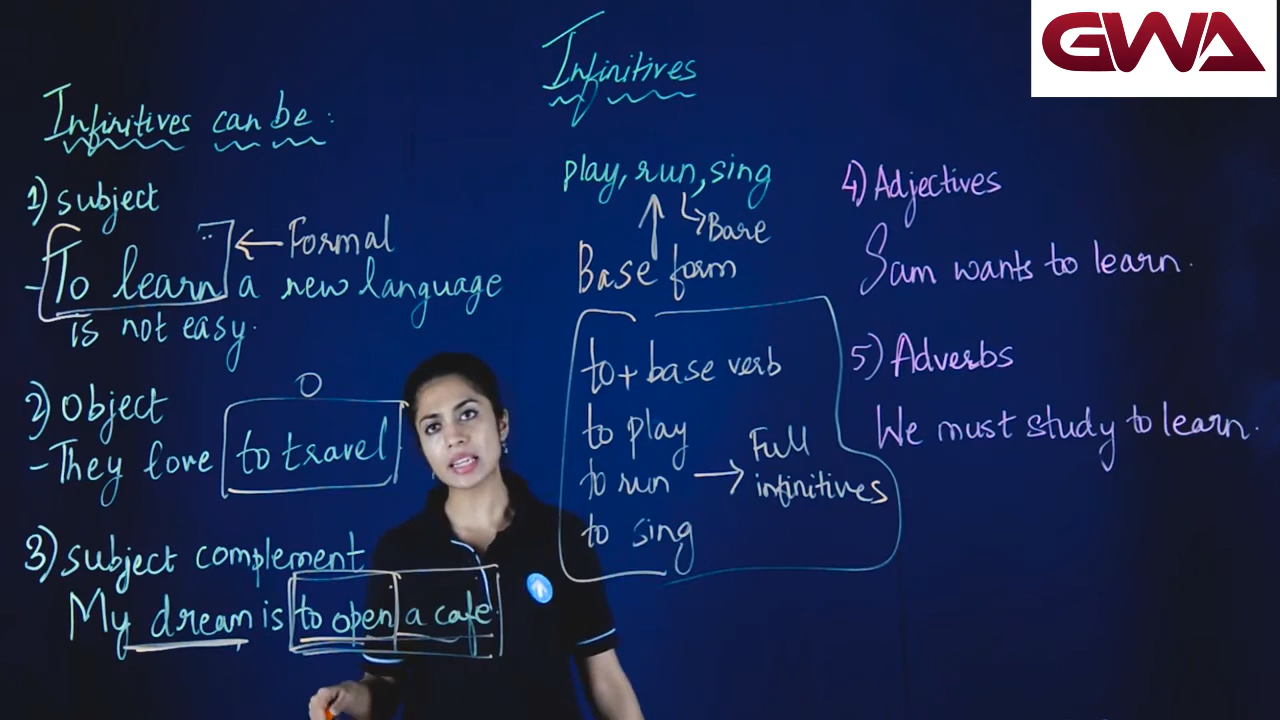 Infinitives
Infinitives can be:
1) subject
- To learn a new language
is not easy.
← Formal
2) Object
O
- They love to travel
3) subject complement
My dream is to open a cafe.
play, run, sing
Bare
Base form
to + base verb
to play
to run → Full infinitives
to sing
4) Adjectives
Sam wants to learn.
5) Adverbs
We must study to learn.
GWA